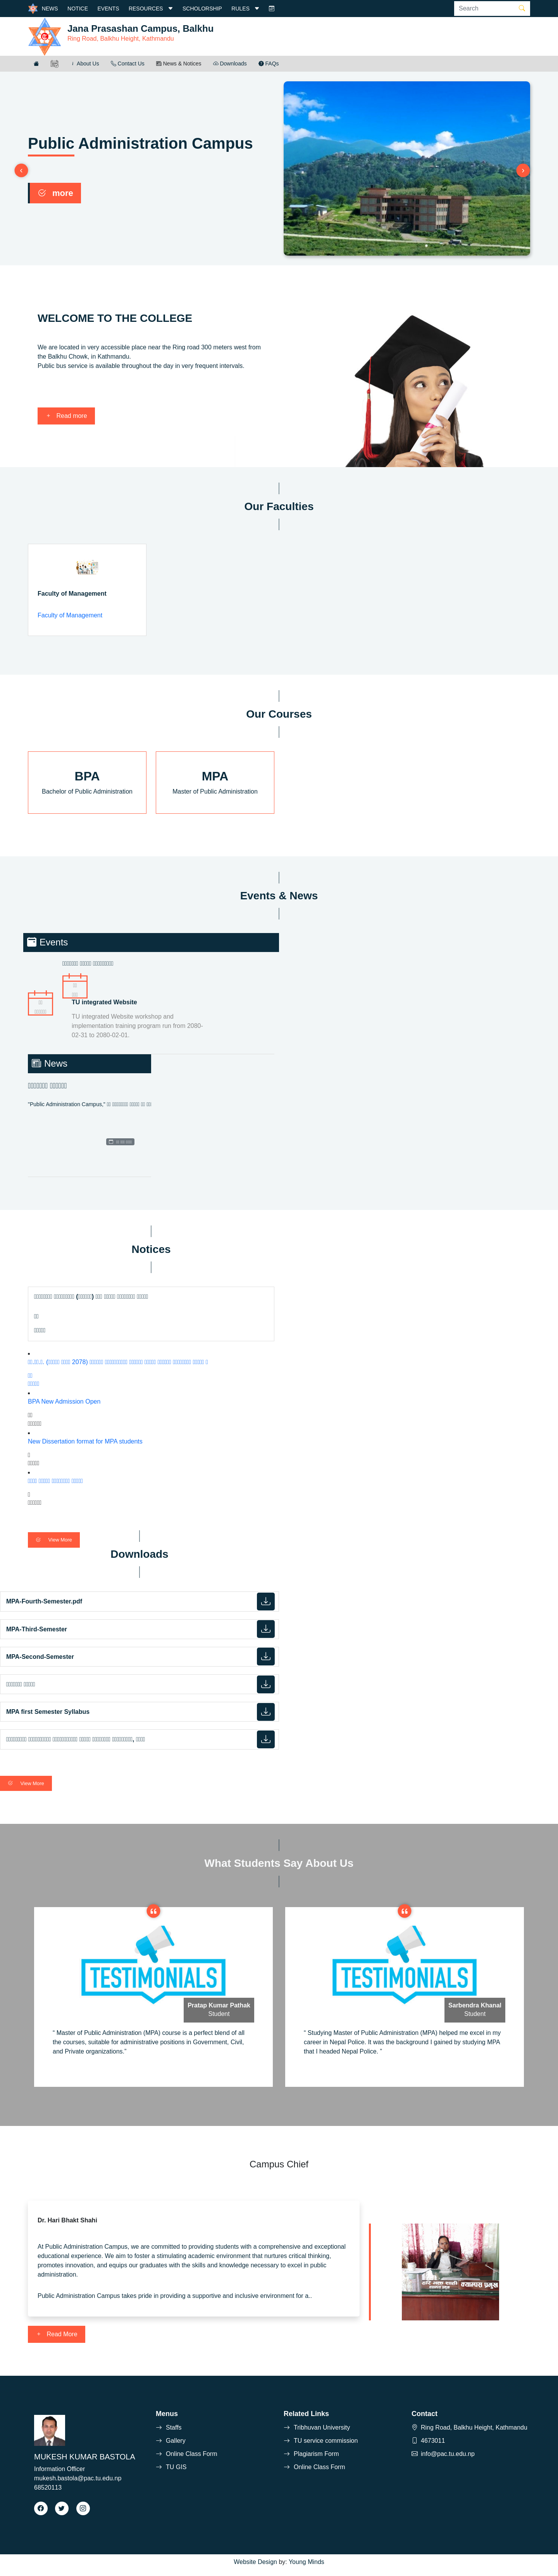 NEWS NOTICE EVENTS RESOURCES SCHOLORSHIP RULES Search
Jana Prasashan Campus, Balkhu
Ring Road, Balkhu Height, Kathmandu
About Us Contact Us News & Notices Downloads FAQs
Public Administration Campus
more
WELCOME TO THE COLLEGE
We are located in very accessible place near the Ring road 300 meters west from
the Balkhu Chowk, in Kathmandu.
Public bus service is available throughout the day in very frequent intervals.
Read more
Our Faculties
Faculty of Management
Faculty of Management
Our Courses
BPA MPA
Bachelor of Public Administration Master of Public Administration
Events & News
Events
TU integrated Website
TU integrated Website workshop and
implementation training program run from 2080-
02-31 to 2080-02-01.
News
"Public Administration Campus,"
Notices
2078)
BPA New Admission Open
New Dissertation format for MPA students
View More
Downloads
MPA-Fourth-Semester.pdf
MPA-Third-Semester
MPA-Second-Semester
MPA first Semester Syllabus
View More
What Students Say About Us
TESTIMONIALS TESTIMONIALS
Pratap Kumar Pathak Sarbendra Khanal
Student Student
“ Master of Public Administration (MPA) course is a perfect blend of all
the courses, suitable for administrative positions in Government, Civil,
and Private organizations.”
“ Studying Master of Public Administration (MPA) helped me excel in my
career in Nepal Police. It was the background I gained by studying MPA
that I headed Nepal Police. ”
Campus Chief
Dr. Hari Bhakt Shahi
At Public Administration Campus, we are committed to providing students with a comprehensive and exceptional
educational experience. We aim to foster a stimulating academic environment that nurtures critical thinking,
promotes innovation, and equips our graduates with the skills and knowledge necessary to excel in public
administration.
Public Administration Campus takes pride in providing a supportive and inclusive environment for a..
Read More
MUKESH KUMAR BASTOLA
Information Officer
mukesh.bastola@pac.tu.edu.np
68520113
Menus
Staffs
Gallery
Online Class Form
TU GIS
Related Links
Tribhuvan University
TU service commission
Plagiarism Form
Online Class Form
Contact
Ring Road, Balkhu Height, Kathmandu
4673011
info@pac.tu.edu.np
Website Design by: Young Minds